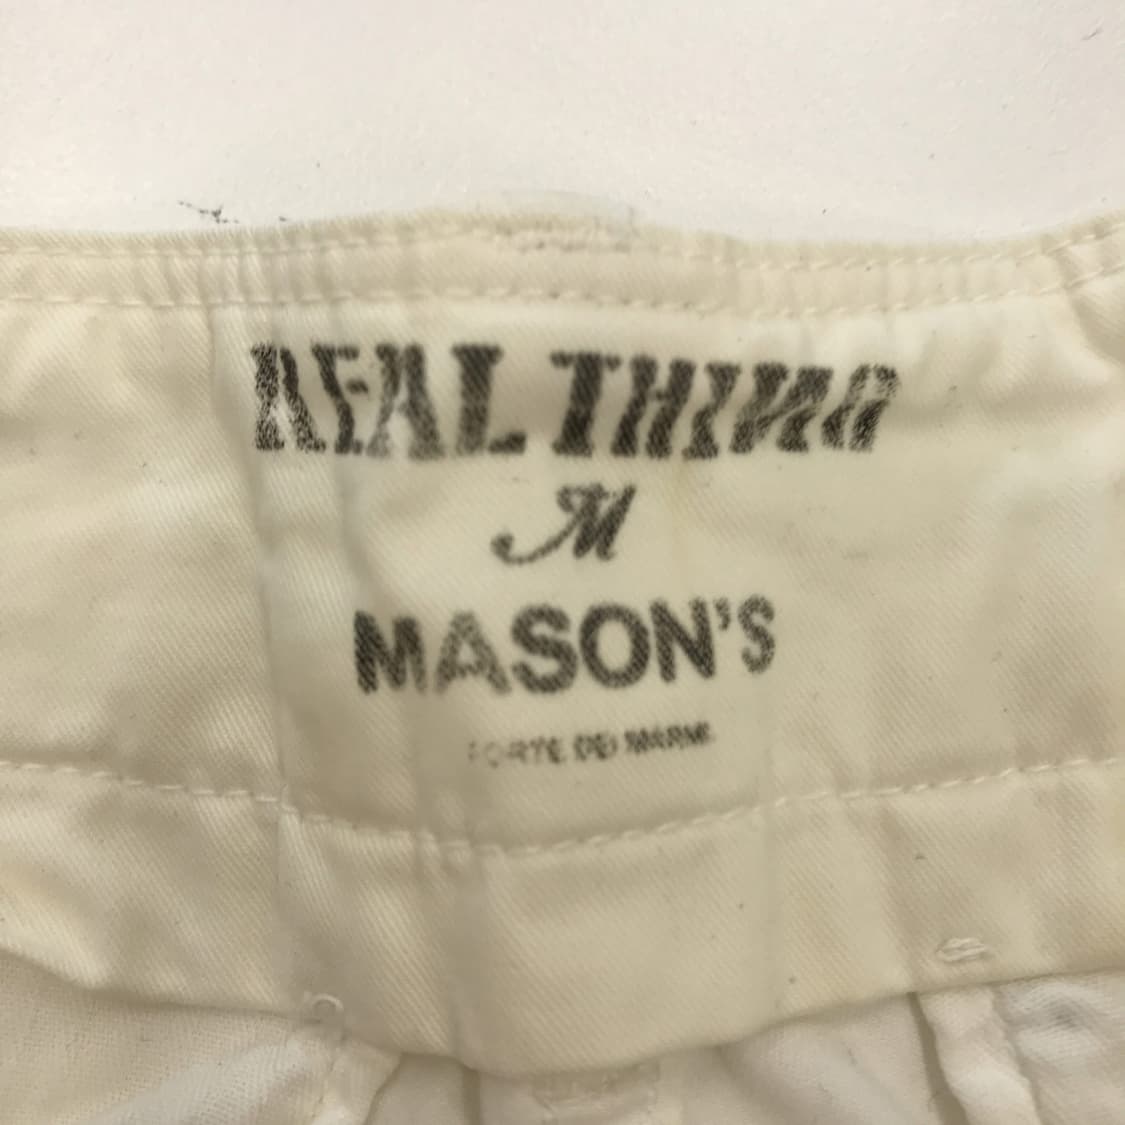 REAL THING
M
MASON'S
FORTE DEI MARMI